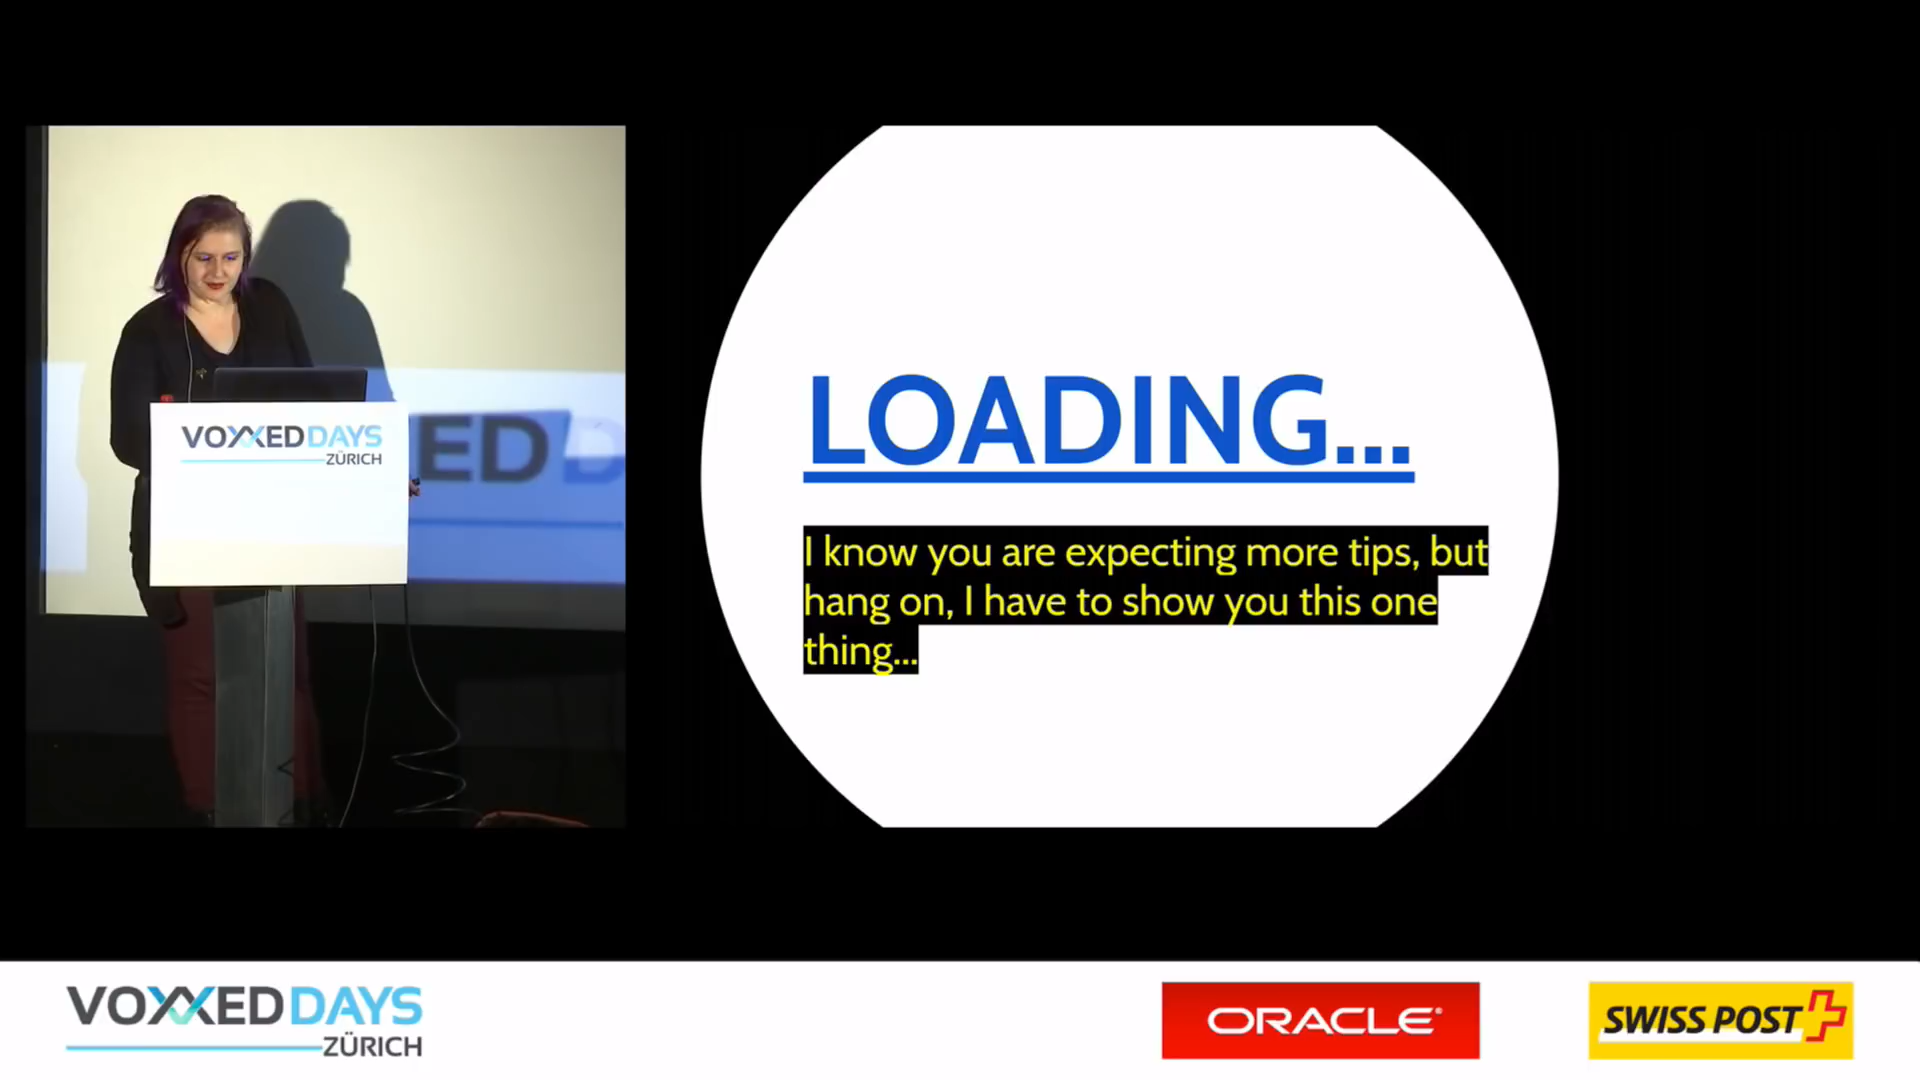 VOXXEDDAYS
ZÜRICH
ED D
LOADING...
I know you are expecting more tips, but
hang on, I have to show you this one
thing...
VOXXEDDAYS
ZÜRICH
ORACLE®
SWISS POST